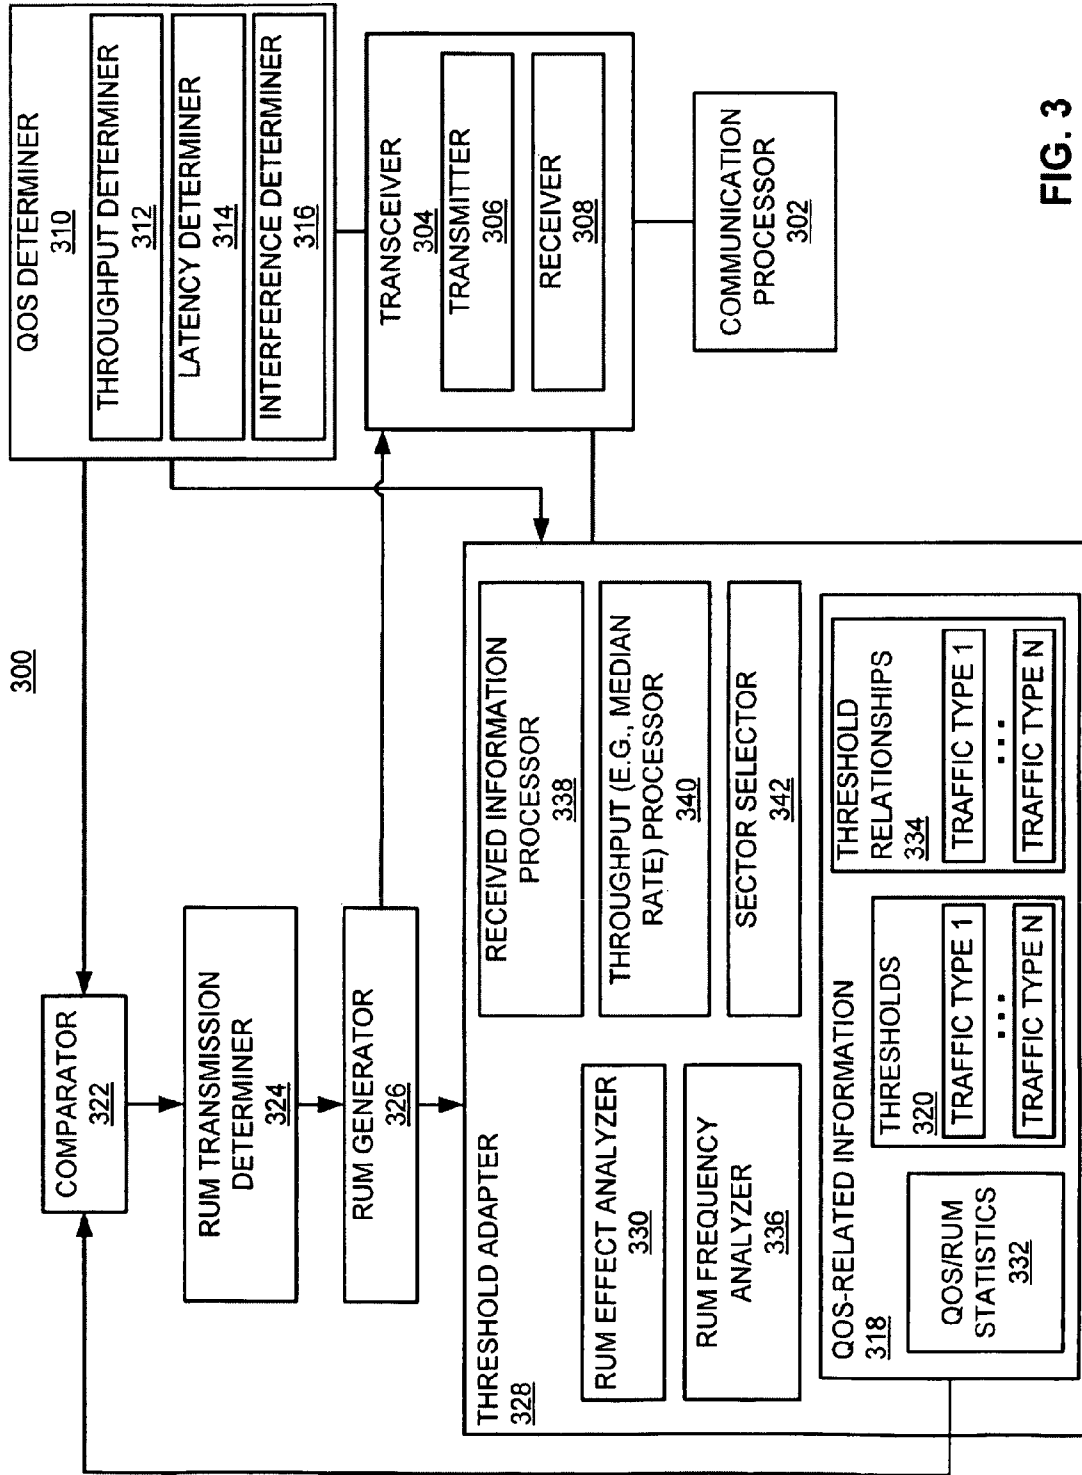 300
QOS DETERMINER
310
THROUGHPUT DETERMINER
312
LATENCY DETERMINER
314
INTERFERENCE DETERMINER
316
TRANSCEIVER
304
TRANSMITTER
306
RECEIVER
308
COMMUNICATION
PROCESSOR
302
COMPARATOR
322
RUM TRANSMISSION
DETERMINER
324
RUM GENERATOR
326
THRESHOLD ADAPTER
328
RUM EFFECT ANALYZER
330
RUM FREQUENCY
ANALYZER
336
RECEIVED INFORMATION
PROCESSOR
338
THROUGHPUT (E.G., MEDIAN
RATE) PROCESSOR
340
SECTOR SELECTOR
342
QOS-RELATED INFORMATION
318
QOS/RUM
STATISTICS
332
THRESHOLDS
320
TRAFFIC TYPE 1
...
TRAFFIC TYPE N
THRESHOLD
RELATIONSHIPS
334
TRAFFIC TYPE 1
...
TRAFFIC TYPE N
FIG. 3